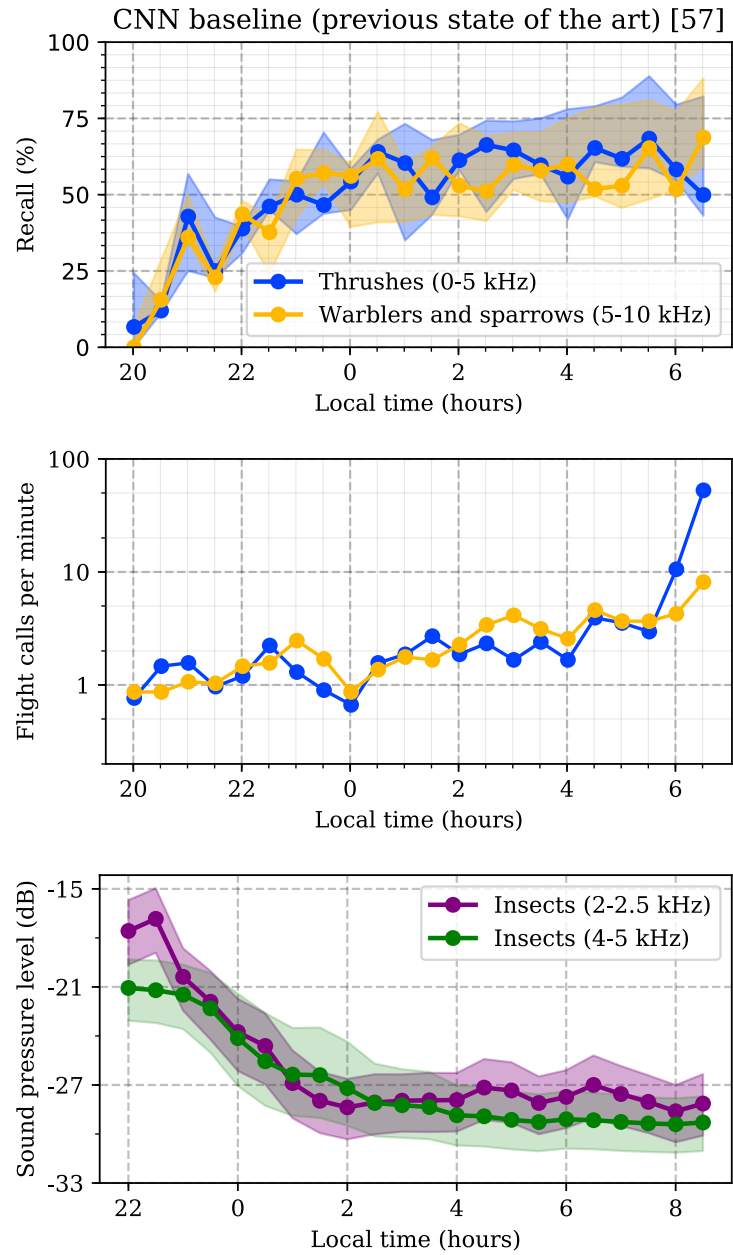 CNN baseline (previous state of the art) [57]
100
75
50
25
0
Recall (%)
Thrushes (0-5 kHz)
Warblers and sparrows (5-10 kHz)
20 22 0 2 4 6
Local time (hours)
100
10
1
Flight calls per minute
20 22 0 2 4 6
Local time (hours)
-15
-21
-27
-33
Sound pressure level (dB)
Insects (2-2.5 kHz)
Insects (4-5 kHz)
22 0 2 4 6 8
Local time (hours)